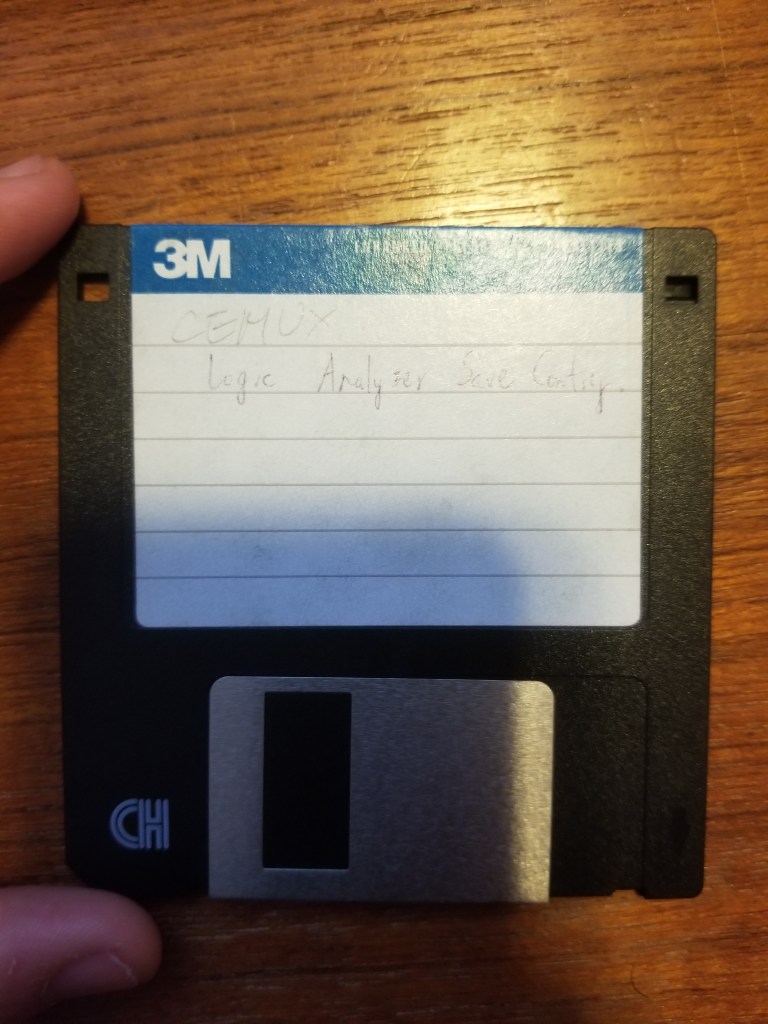 3M
CEMUX
Logic Analyzer Save Config.
HD